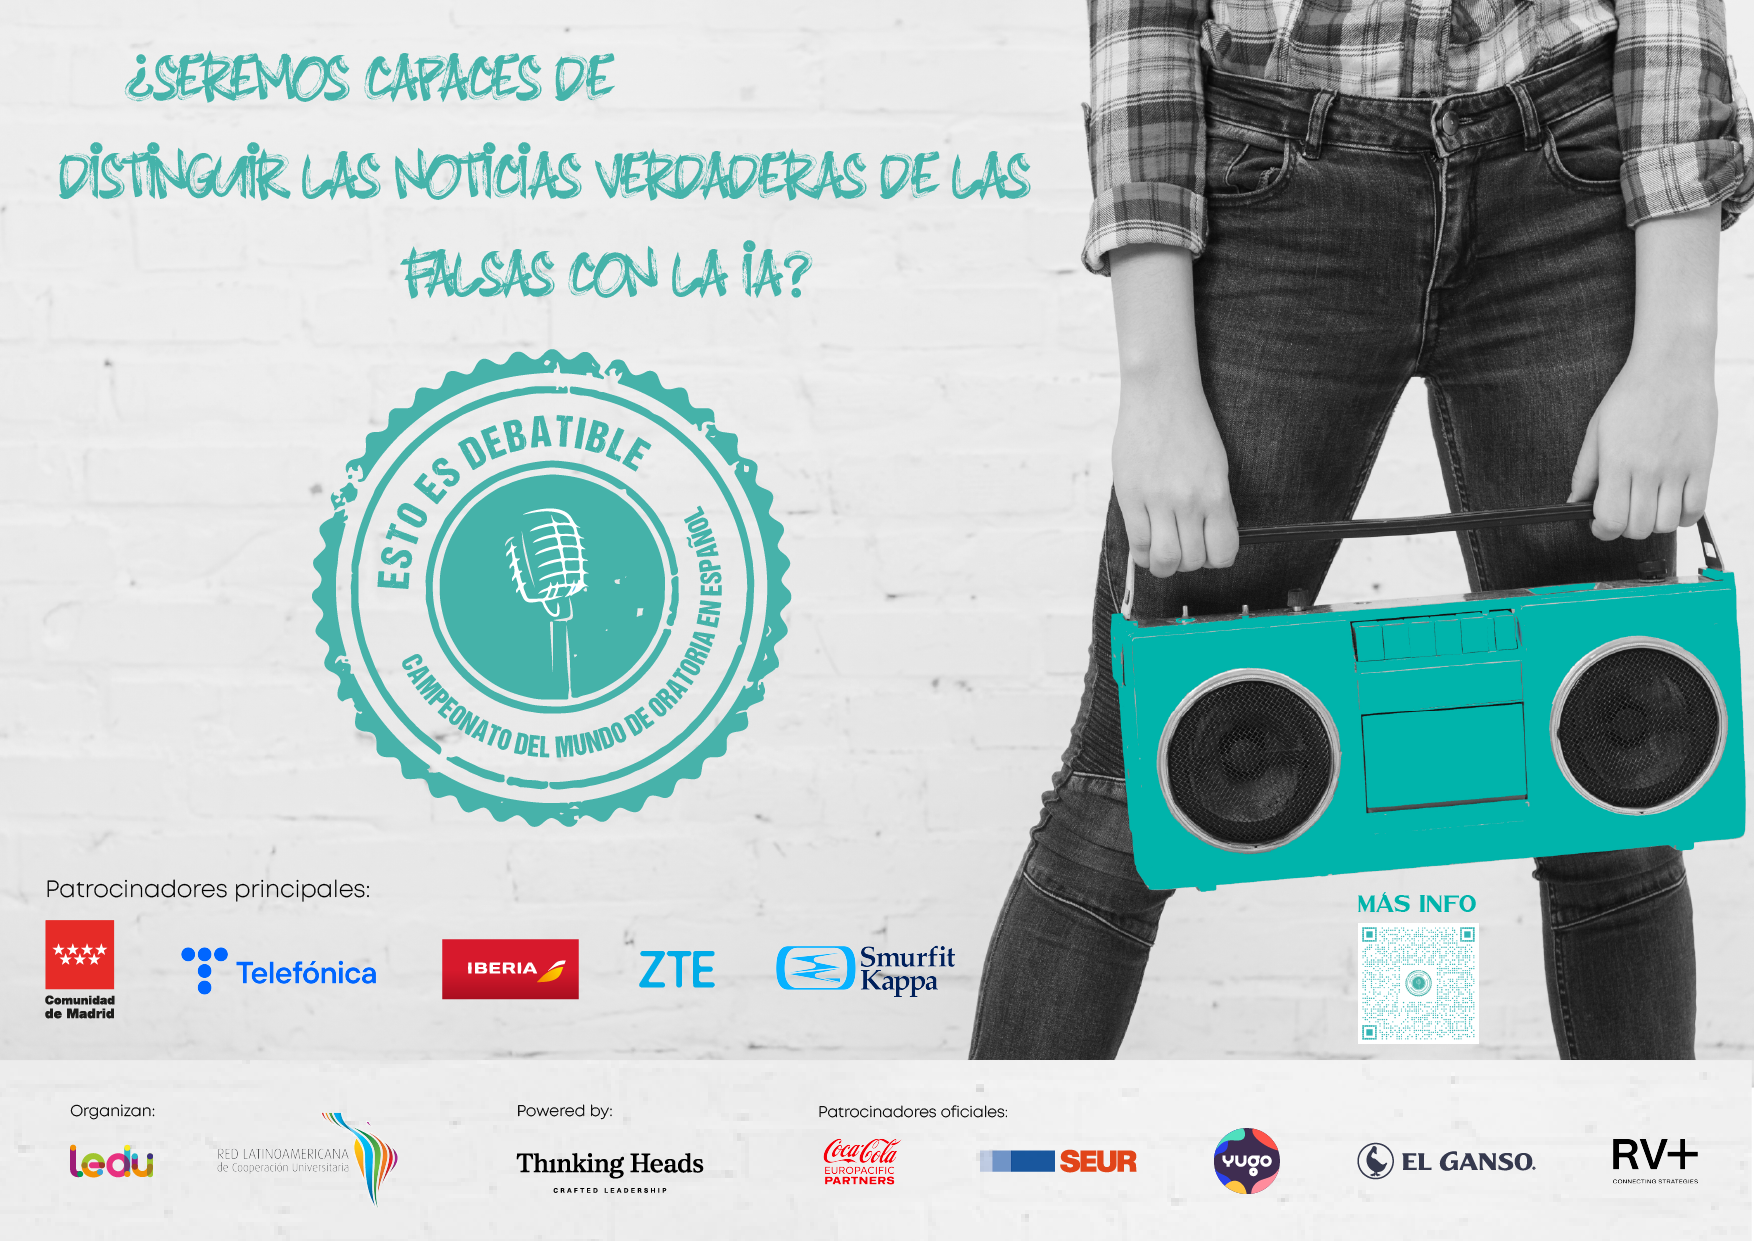 ¿SEREMOS CAPACES DE
DISTINGUIR LAS NOTICIAS VERDADERAS DE LAS
FALSAS CON LA IA?
ESTO ES DEBATIBLE
CAMPEONATO DEL MUNDO DE ORATORIA EN ESPAÑOL
Patrocinadores principales:
Comunidad
de Madrid
Telefónica
IBERIA
ZTE
Smurfit
Kappa
MÁS INFO
Organizan:
ledu
RED LATINOAMERICANA
de Cooperación Universitaria
Powered by:
Thinking Heads
CRAFTED LEADERSHIP
Patrocinadores oficiales:
Coca-Cola
EUROPACIFIC
PARTNERS
SEUR
yugo
EL GANSO.
RV+
CONNECTING STRATEGIES